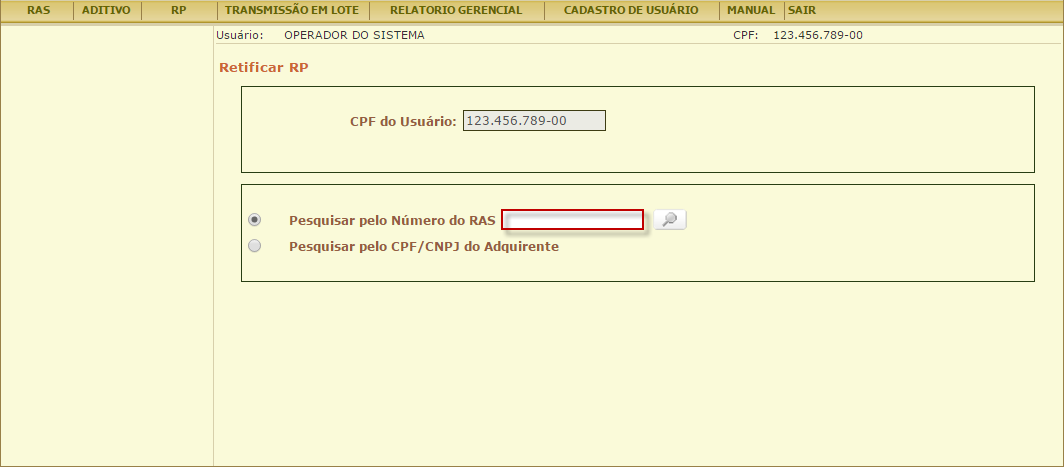 RAS ADITIVO RP TRANSMISSÃO EM LOTE RELATORIO GERENCIAL CADASTRO DE USUÁRIO MANUAL SAIR
Usuário: OPERADOR DO SISTEMA CPF: 123.456.789-00
Retificar RP
CPF do Usuário: 123.456.789-00
Pesquisar pelo Número do RAS
Pesquisar pelo CPF/CNPJ do Adquirente